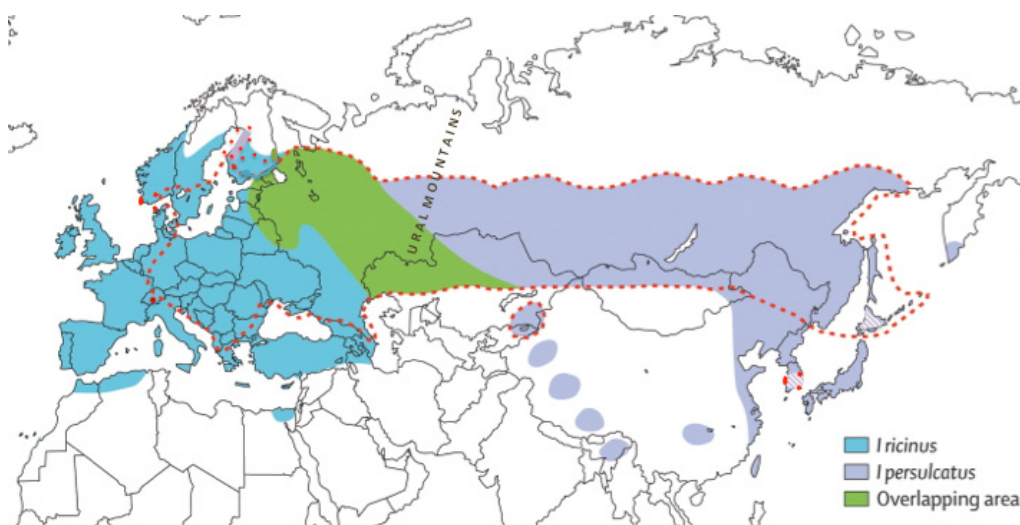 URAL MOUNTAINS
I ricinus
I persulcatus
Overlapping area